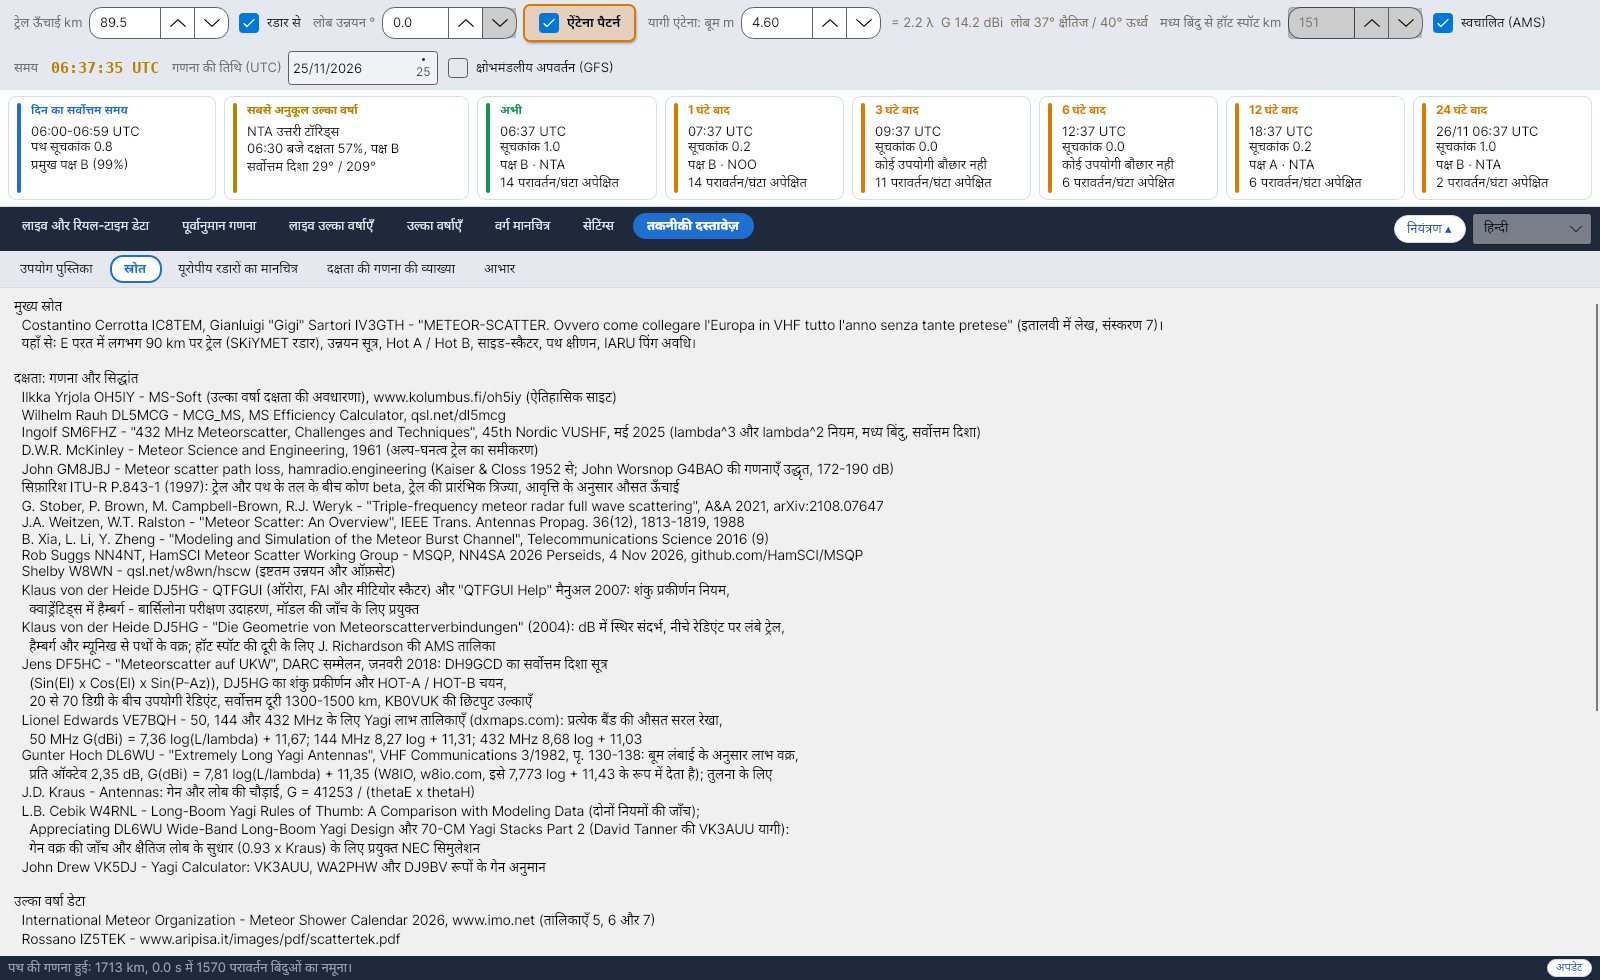 ट्रेल ऊँचाई km 89.5 रडार से लोब उन्नयन ° 0.0 ऐंटेना पैटर्न यागी एंटेना: बूम m 4.60 = 2.2 λ G 14.2 dBi लोब 37° क्षैतिज / 40° ऊर्ध्व मध्य बिंदु से हॉट स्पॉट km 151 स्वचालित (AMS)
समय 06:37:35 UTC गणना की तिथि (UTC) 25/11/2026 25 क्षोभमंडलीय अपवर्तन (GFS)
दिन का सर्वोत्तम समय
06:00-06:59 UTC
पथ सूचकांक 0.8
प्रमुख पक्ष B (99%)
सबसे अनुकूल उल्का वर्षा
NTA उत्तरी टॉरिड्स
06:30 बजे दक्षता 57%, पक्ष B
सर्वोत्तम दिशा 29° / 209°
अभी
06:37 UTC
सूचकांक 1.0
पक्ष B · NTA
14 परावर्तन/घंटा अपेक्षित
1 घंटे बाद
07:37 UTC
सूचकांक 0.2
पक्ष B · NOO
14 परावर्तन/घंटा अपेक्षित
3 घंटे बाद
09:37 UTC
सूचकांक 0.0
कोई उपयोगी बौछार नहीं
11 परावर्तन/घंटा अपेक्षित
6 घंटे बाद
12:37 UTC
सूचकांक 0.0
कोई उपयोगी बौछार नहीं
6 परावर्तन/घंटा अपेक्षित
12 घंटे बाद
18:37 UTC
सूचकांक 0.2
पक्ष A · NTA
6 परावर्तन/घंटा अपेक्षित
24 घंटे बाद
26/11 06:37 UTC
सूचकांक 1.0
पक्ष B · NTA
2 परावर्तन/घंटा अपेक्षित
लाइव और रियल-टाइम डेटा पूर्वानुमान गणना लाइव उल्का वर्षाएँ उल्का वर्षाएँ वर्ग मानचित्र सेटिंग्स तकनीकी दस्तावेज़ नियंत्रण ▴ हिन्दी
उपयोग पुस्तिका स्रोत यूरोपीय रडारों का मानचित्र दक्षता की गणना की व्याख्या आभार
मुख्य स्रोत
Costantino Cerrotta IC8TEM, Gianluigi "Gigi" Sartori IV3GTH - "METEOR-SCATTER. Ovvero come collegare l'Europa in VHF tutto l'anno senza tante pretese" (इतालवी में लेख, संस्करण 7)।
यहाँ से: E परत में लगभग 90 km पर ट्रेल (SKiYMET रडार), उन्नयन सूत्र, Hot A / Hot B, साइड-स्कैटर, पथ क्षीणन, IARU पिंग अवधि।
दक्षता: गणना और सिद्धांत
Ilkka Yrjola OH5IY - MS-Soft (उल्का वर्षा दक्षता की अवधारणा), www.kolumbus.fi/oh5iy (ऐतिहासिक साइट)
Wilhelm Rauh DL5MCG - MCG_MS, MS Efficiency Calculator, qsl.net/dl5mcg
Ingolf SM6FHZ - "432 MHz Meteorscatter, Challenges and Techniques", 45th Nordic VUSHF, मई 2025 (lambda^3 और lambda^2 नियम, मध्य बिंदु, सर्वोत्तम दिशा)
D.W.R. McKinley - Meteor Science and Engineering, 1961 (अल्प-घनत्व ट्रेल का समीकरण)
John GM8JBJ - Meteor scatter path loss, hamradio.engineering (Kaiser & Closs 1952 से; John Worsnop G4BAO की गणनाएँ उद्धृत, 172-190 dB)
सिफ़ारिश ITU-R P.843-1 (1997): ट्रेल और पथ के तल के बीच कोण beta, ट्रेल की प्रारंभिक त्रिज्या, आवृत्ति के अनुसार औसत ऊँचाई
G. Stober, P. Brown, M. Campbell-Brown, R.J. Weryk - "Triple-frequency meteor radar full wave scattering", A&A 2021, arXiv:2108.07647
J.A. Weitzen, W.T. Ralston - "Meteor Scatter: An Overview", IEEE Trans. Antennas Propag. 36(12), 1813-1819, 1988
B. Xia, L. Li, Y. Zheng - "Modeling and Simulation of the Meteor Burst Channel", Telecommunications Science 2016 (9)
Rob Suggs NN4NT, HamSCI Meteor Scatter Working Group - MSQP, NN4SA 2026 Perseids, 4 Nov 2026, github.com/HamSCI/MSQP
Shelby W8WN - qsl.net/w8wn/hscw (इष्टतम उन्नयन और ऑफ़सेट)
Klaus von der Heide DJ5HG - QTFGUI (ऑरोरा, FAI और मीटियोर स्कैटर) और "QTFGUI Help" मैनुअल 2007: शंकु प्रकीर्णन नियम,
क्वाड्रेंटिड्स में हैम्बर्ग - बार्सिलोना परीक्षण उदाहरण, मॉडल की जाँच के लिए प्रयुक्त
Klaus von der Heide DJ5HG - "Die Geometrie von Meteorscatterverbindungen" (2004): dB में स्थिर संदर्भ, नीचे रेडिएंट पर लंबे ट्रेल,
हैम्बर्ग और म्यूनिख से पथों के वक्र; हॉट स्पॉट की दूरी के लिए J. Richardson की AMS तालिका
Jens DF5HC - "Meteorscatter auf UKW", DARC सम्मेलन, जनवरी 2018: DH9GCD का सर्वोत्तम दिशा सूत्र
(Sin(El) x Cos(El) x Sin(P-Az)), DJ5HG का शंकु प्रकीर्णन और HOT-A / HOT-B चयन,
20 से 70 डिग्री के बीच उपयोगी रेडिएंट, सर्वोत्तम दूरी 1300-1500 km, KB0VUK की छिटपुट उल्काएँ
Lionel Edwards VE7BQH - 50, 144 और 432 MHz के लिए Yagi लाभ तालिकाएँ (dxmaps.com): प्रत्येक बैंड की औसत सरल रेखा,
50 MHz G(dBi) = 7,36 log(L/lambda) + 11,67; 144 MHz 8,27 log + 11,31; 432 MHz 8,68 log + 11,03
Gunter Hoch DL6WU - "Extremely Long Yagi Antennas", VHF Communications 3/1982, पृ. 130-138: बूम लंबाई के अनुसार लाभ वक्र,
प्रति ऑक्टेव 2,35 dB, G(dBi) = 7,81 log(L/lambda) + 11,35 (W8IO, w8io.com, इसे 7,773 log + 11,43 के रूप में देता है); तुलना के लिए
J.D. Kraus - Antennas: गेन और लोब की चौड़ाई, G = 41253 / (thetaE x thetaH)
L.B. Cebik W4RNL - Long-Boom Yagi Rules of Thumb: A Comparison with Modeling Data (दोनों नियमों की जाँच);
Appreciating DL6WU Wide-Band Long-Boom Yagi Design और 70-CM Yagi Stacks Part 2 (David Tanner की VK3AUU यागी):
गेन वक्र की जाँच और क्षैतिज लोब के सुधार (0.93 x Kraus) के लिए प्रयुक्त NEC सिमुलेशन
John Drew VK5DJ - Yagi Calculator: VK3AUU, WA2PHW और DJ9BV रूपों के गेन अनुमान
उल्का वर्षा डेटा
International Meteor Organization - Meteor Shower Calendar 2026, www.imo.net (तालिकाएँ 5, 6 और 7)
Rossano IZ5TEK - www.aripisa.it/images/pdf/scattertek.pdf
पथ की गणना हुई: 1713 km, 0.0 s में 1570 परावर्तन बिंदुओं का नमूना। अपडेट